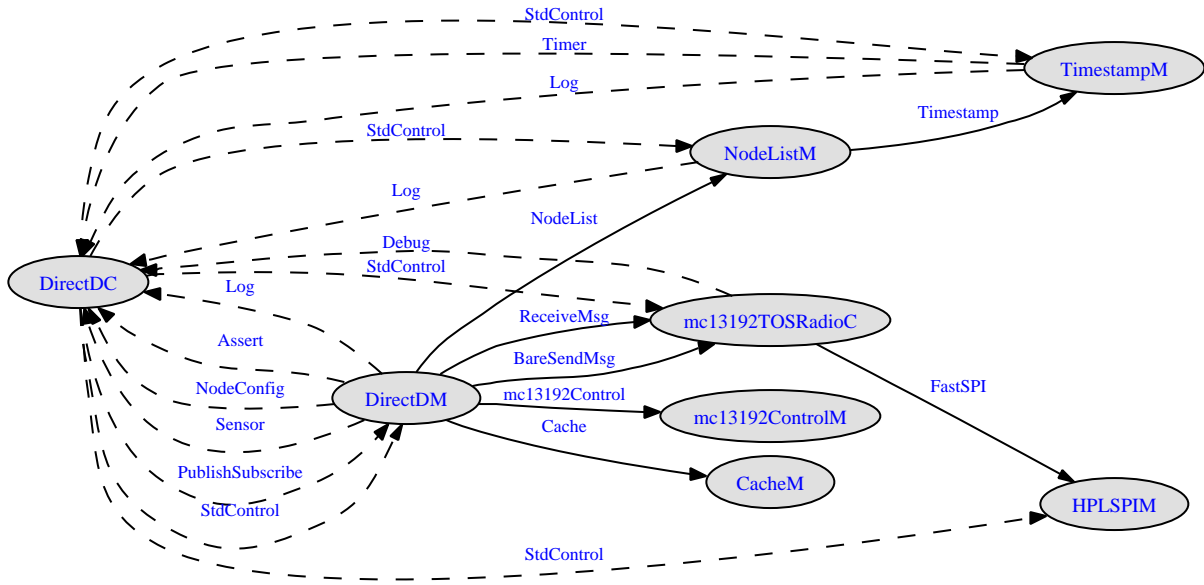 StdControl
Timer
TimestampM
Log
Timestamp
StdControl
NodeListM
Log
NodeList
Debug
StdControl
DirectDC
Log
ReceiveMsg
mc13192TOSRadioC
Assert
BareSendMsg
NodeConfig
DirectDM
mc13192Control
FastSPI
mc13192ControlM
Sensor
Cache
PublishSubscribe
CacheM
StdControl
HPLSPIM
StdControl